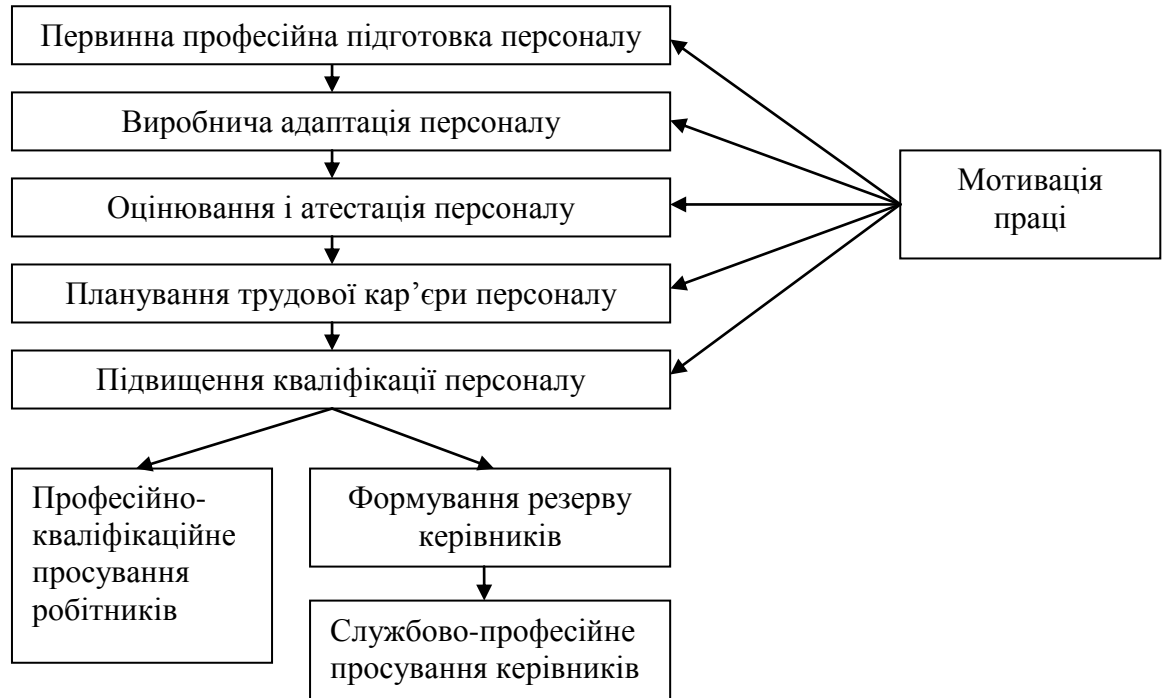 Первинна професійна підготовка персоналу
Виробнича адаптація персоналу
Оцінювання і атестація персоналу
Планування трудової кар’єри персоналу
Підвищення кваліфікації персоналу
Мотивація
праці
Професійно-
кваліфікаційне
просування
робітників
Формування резерву
керівників
Службово-професійне
просування керівників